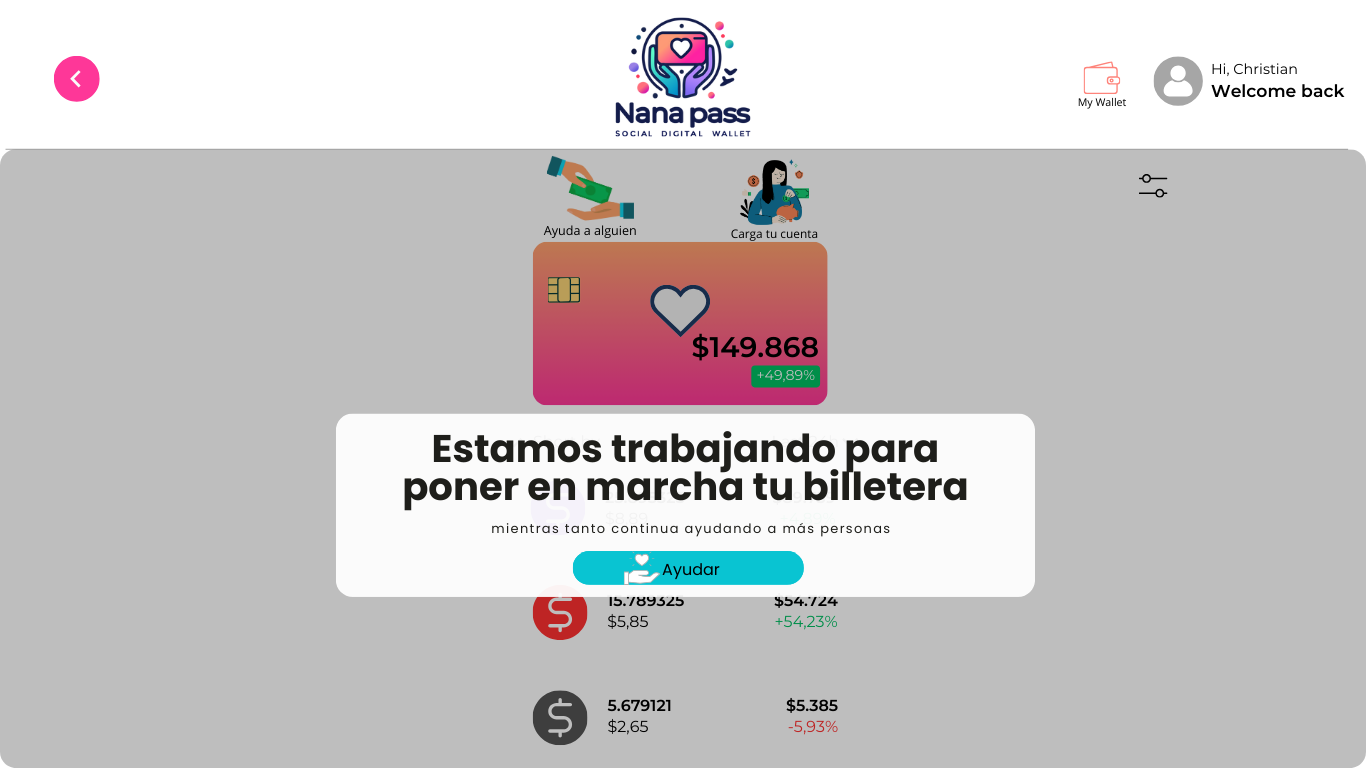 Nana pass
SOCIAL DIGITAL WALLET
My Wallet
Hi, Christian
Welcome back
Ayuda a alguien
Carga tu cuenta
$149.868
+49,89%
Estamos trabajando para
poner en marcha tu billetera
mientras tanto continua ayudando a más personas
Ayudar
15.789325 $54.724
$5,85 +54,23%
5.679121 $5.385
$2,65 -5,93%